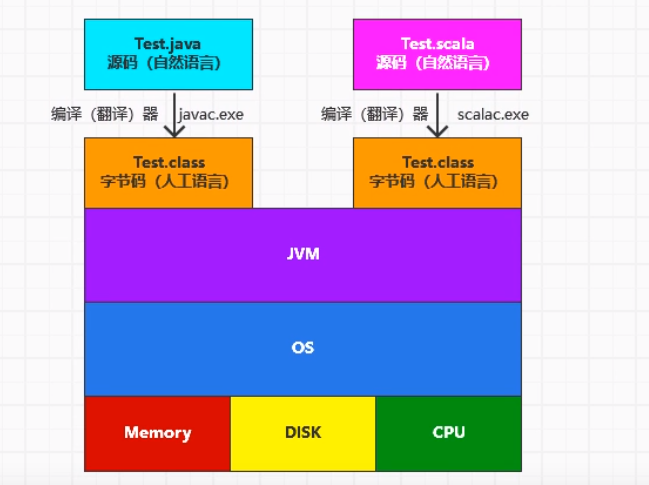 Test.java
源码（自然语言）
Test.scala
源码（自然语言）
编译（翻译）器
javac.exe
编译（翻译）器
scalac.exe
Test.class
字节码（人工语言）
Test.class
字节码（人工语言）
JVM
OS
Memory
DISK
CPU